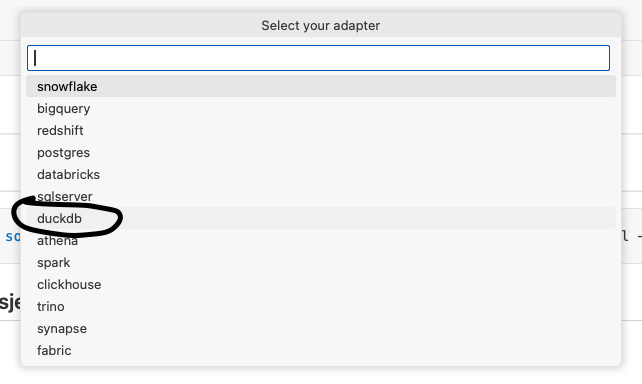 Select your adapter
snowflake
bigquery
redshift
postgres
databricks
sqlserver
duckdb
so
athena
l -
spark
clickhouse
sje
trino
synapse
fabric